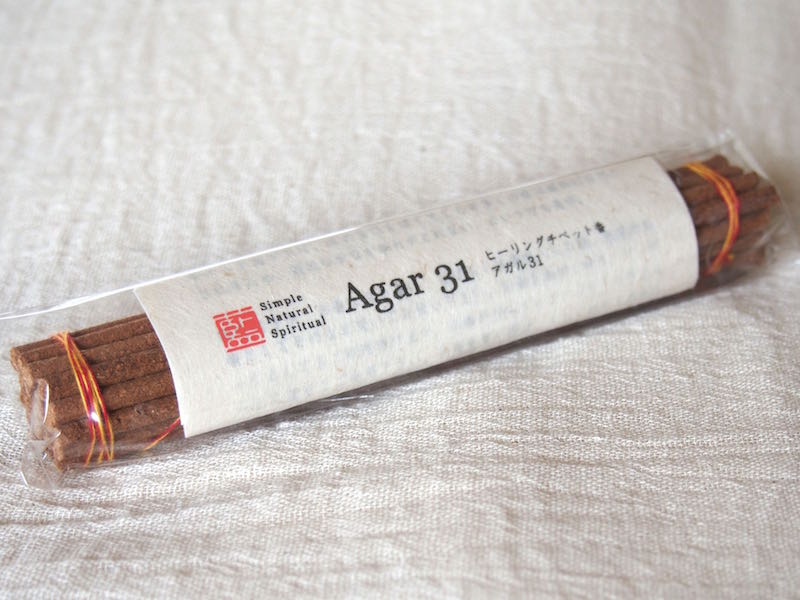 Simple
Natural
Spiritual
Agar 31
ヒーリングチベット香
アガル31